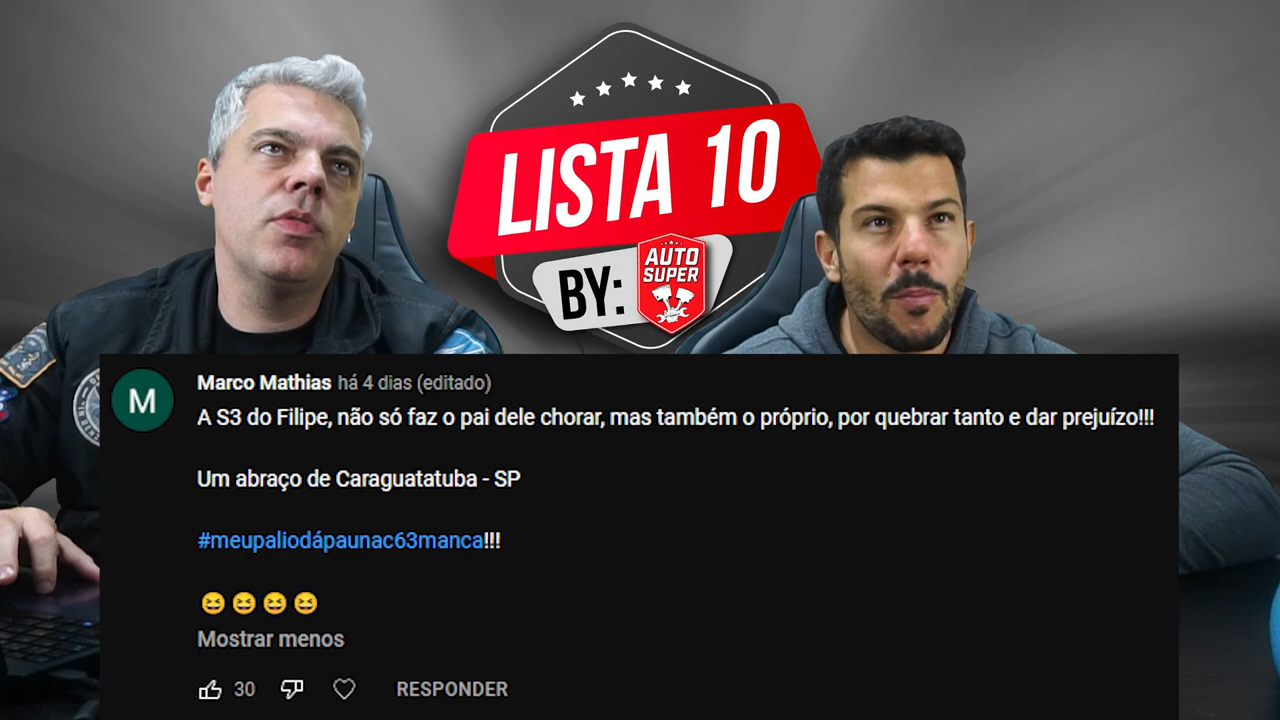 LISTA 10
BY:
AUTO
SUPER
M
Marco Mathias há 4 dias (editado)
A S3 do Filipe, não só faz o pai dele chorar, mas também o próprio, por quebrar tanto e dar prejuízo!!!
Um abraço de Caraguatatuba - SP
#meupaliodápaunac63manca!!!
😆 😆 😆 😆
Mostrar menos
30
RESPONDER